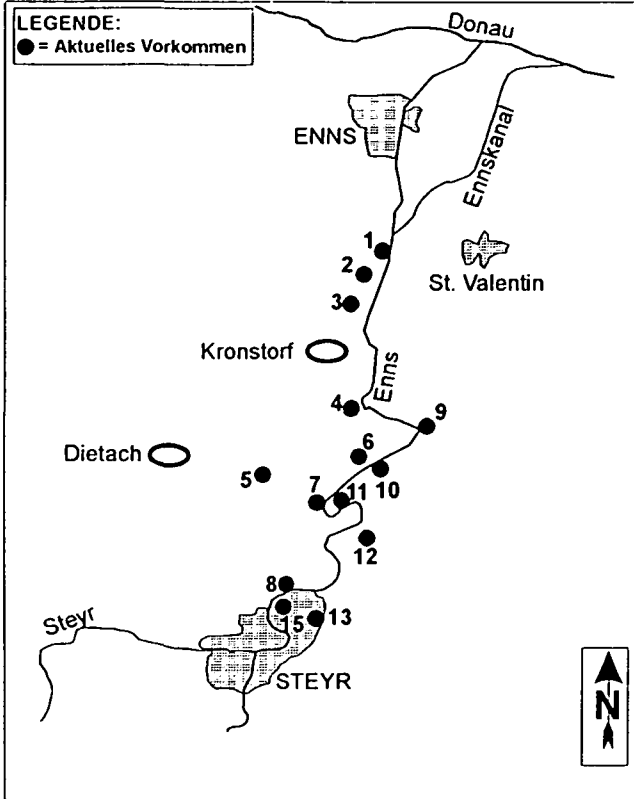 LEGENDE:
= Aktuelles Vorkommen
Donau
ENNS
Ennskanal
1
2
St. Valentin
3
Kronstorf
Enns
4
9
Dietach
6
5
10
7
11
12
8
Steyr
15
13
STEYR
N